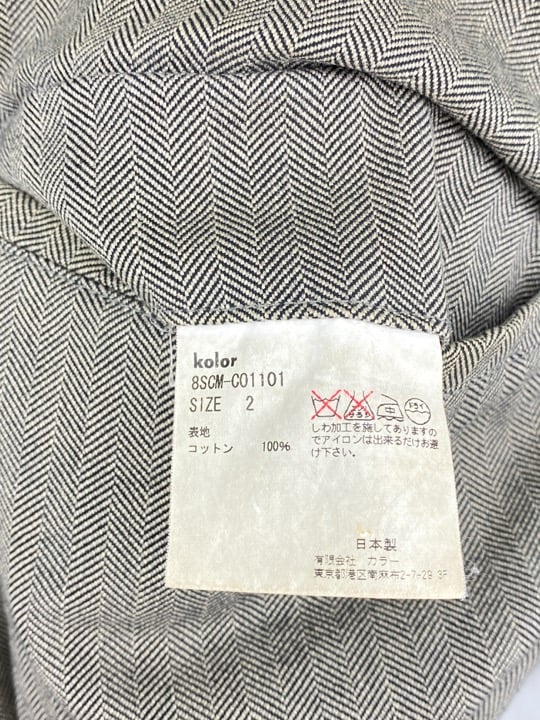 kolor
8SCM-C01101
SIZE 2
表地
コットン 100%
ドライ
しわ加工を施してありますの
でアイロンは出来るだけお避
け下さい。
日本製
有限会社 カラー
東京都港区南麻布2-7-29 3F